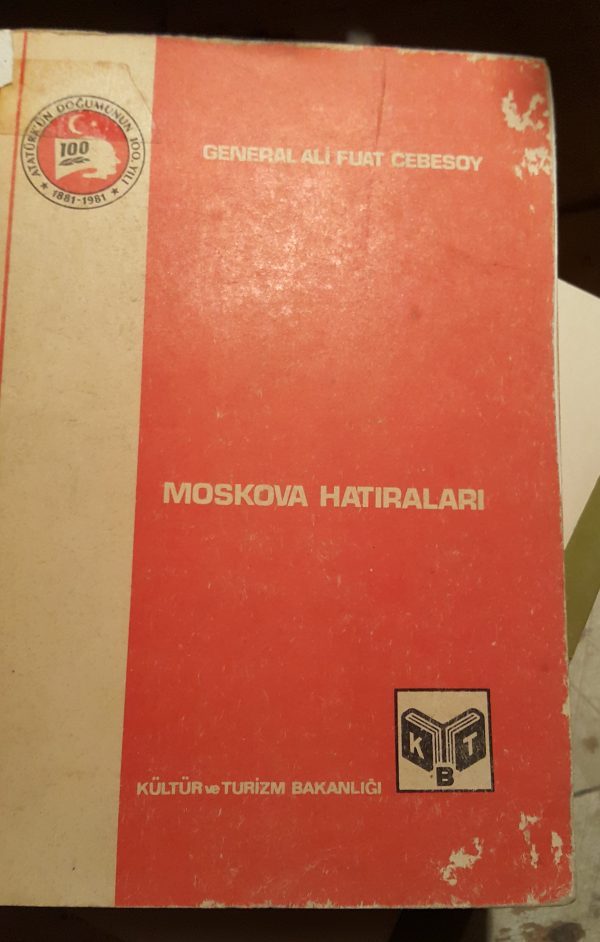 ATATÜRK'ÜN DOĞUMUNUN 100. YILI
100
★ 1881-1981 ★
GENERAL ALİ FUAT CEBESOY
MOSKOVA HATIRALARI
K T
B
KÜLTÜR ve TURİZM BAKANLIĞI